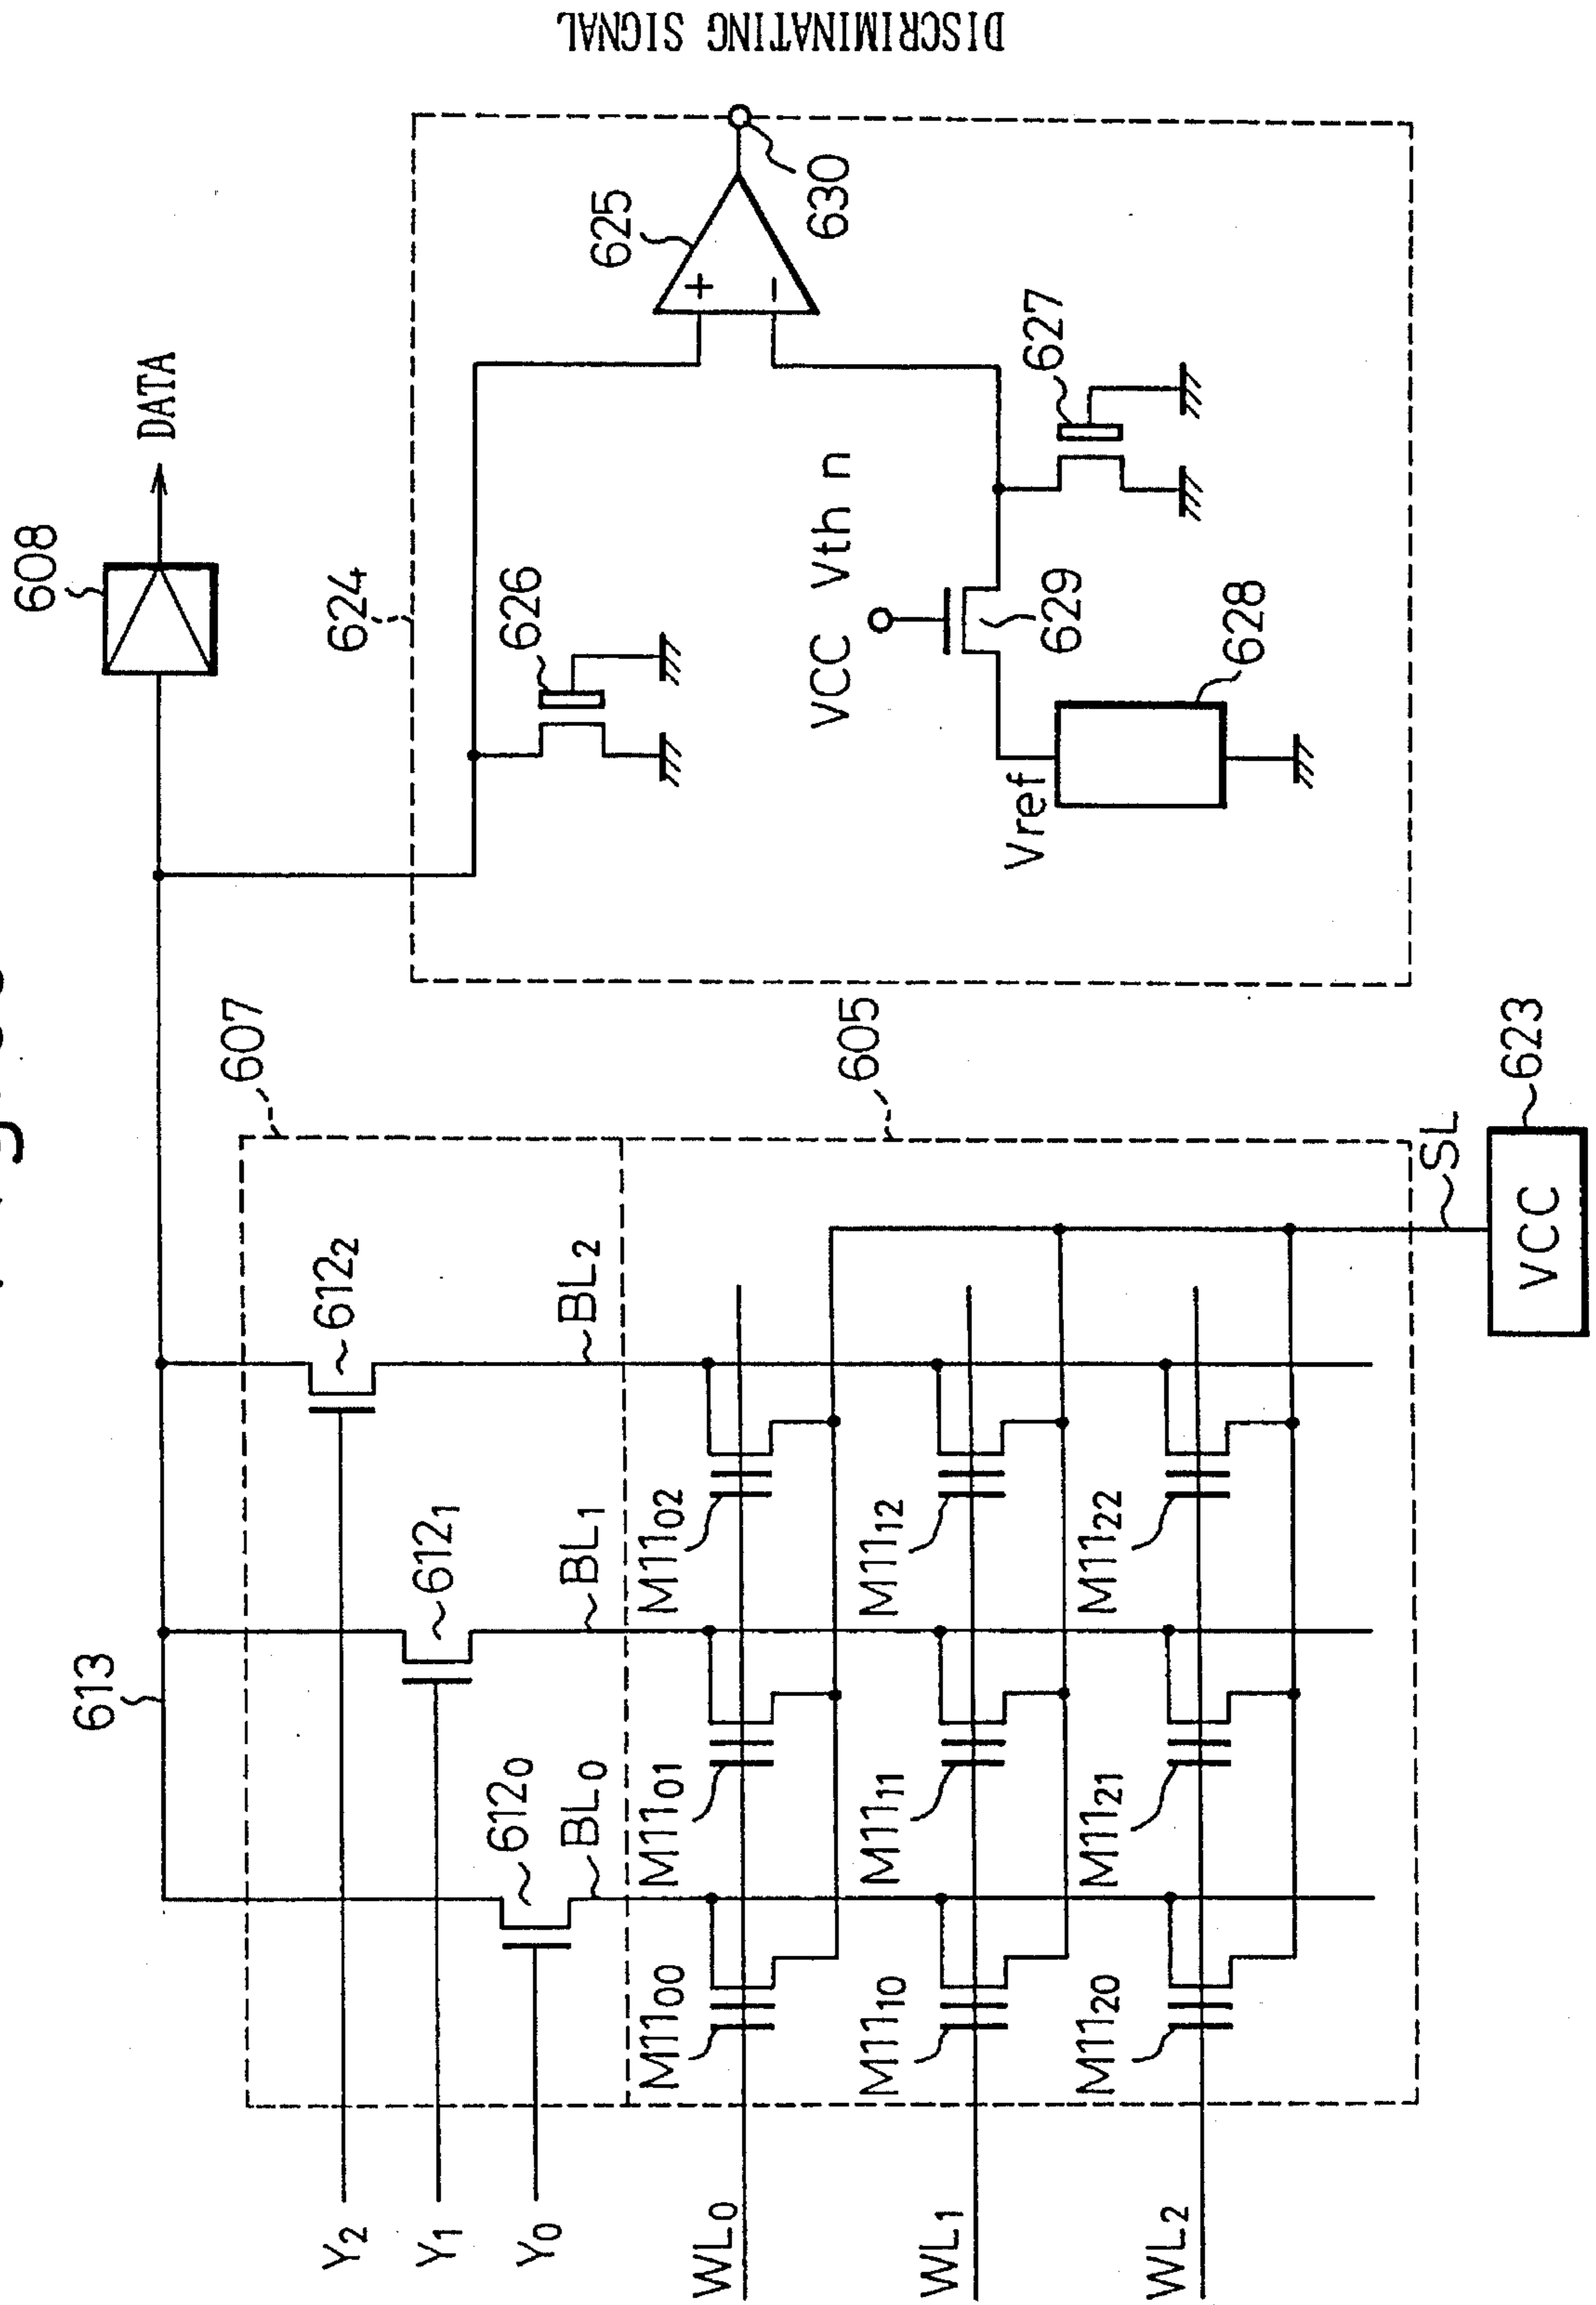 608
DATA
613
607
624
625
630
626
VCC Vth n
627
629
Vref
628
Y2
Y1
Y0
612₂
612₁
612₀
BL₂
BL₁
BL₀
605
M11₀₀
M11₀₁
M11₀₂
WL₀
M11₁₀
M11₁₁
M11₁₂
WL₁
M11₂₀
M11₂₁
M11₂₂
WL₂
SL
VCC
623
DISCRIMINATING SIGNAL